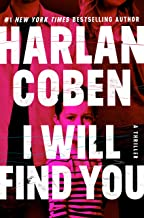 #1 NEW YORK TIMES BESTSELLING AUTHOR
HARLAN
COBEN
I WILL
FIND YOU
A THRILLER